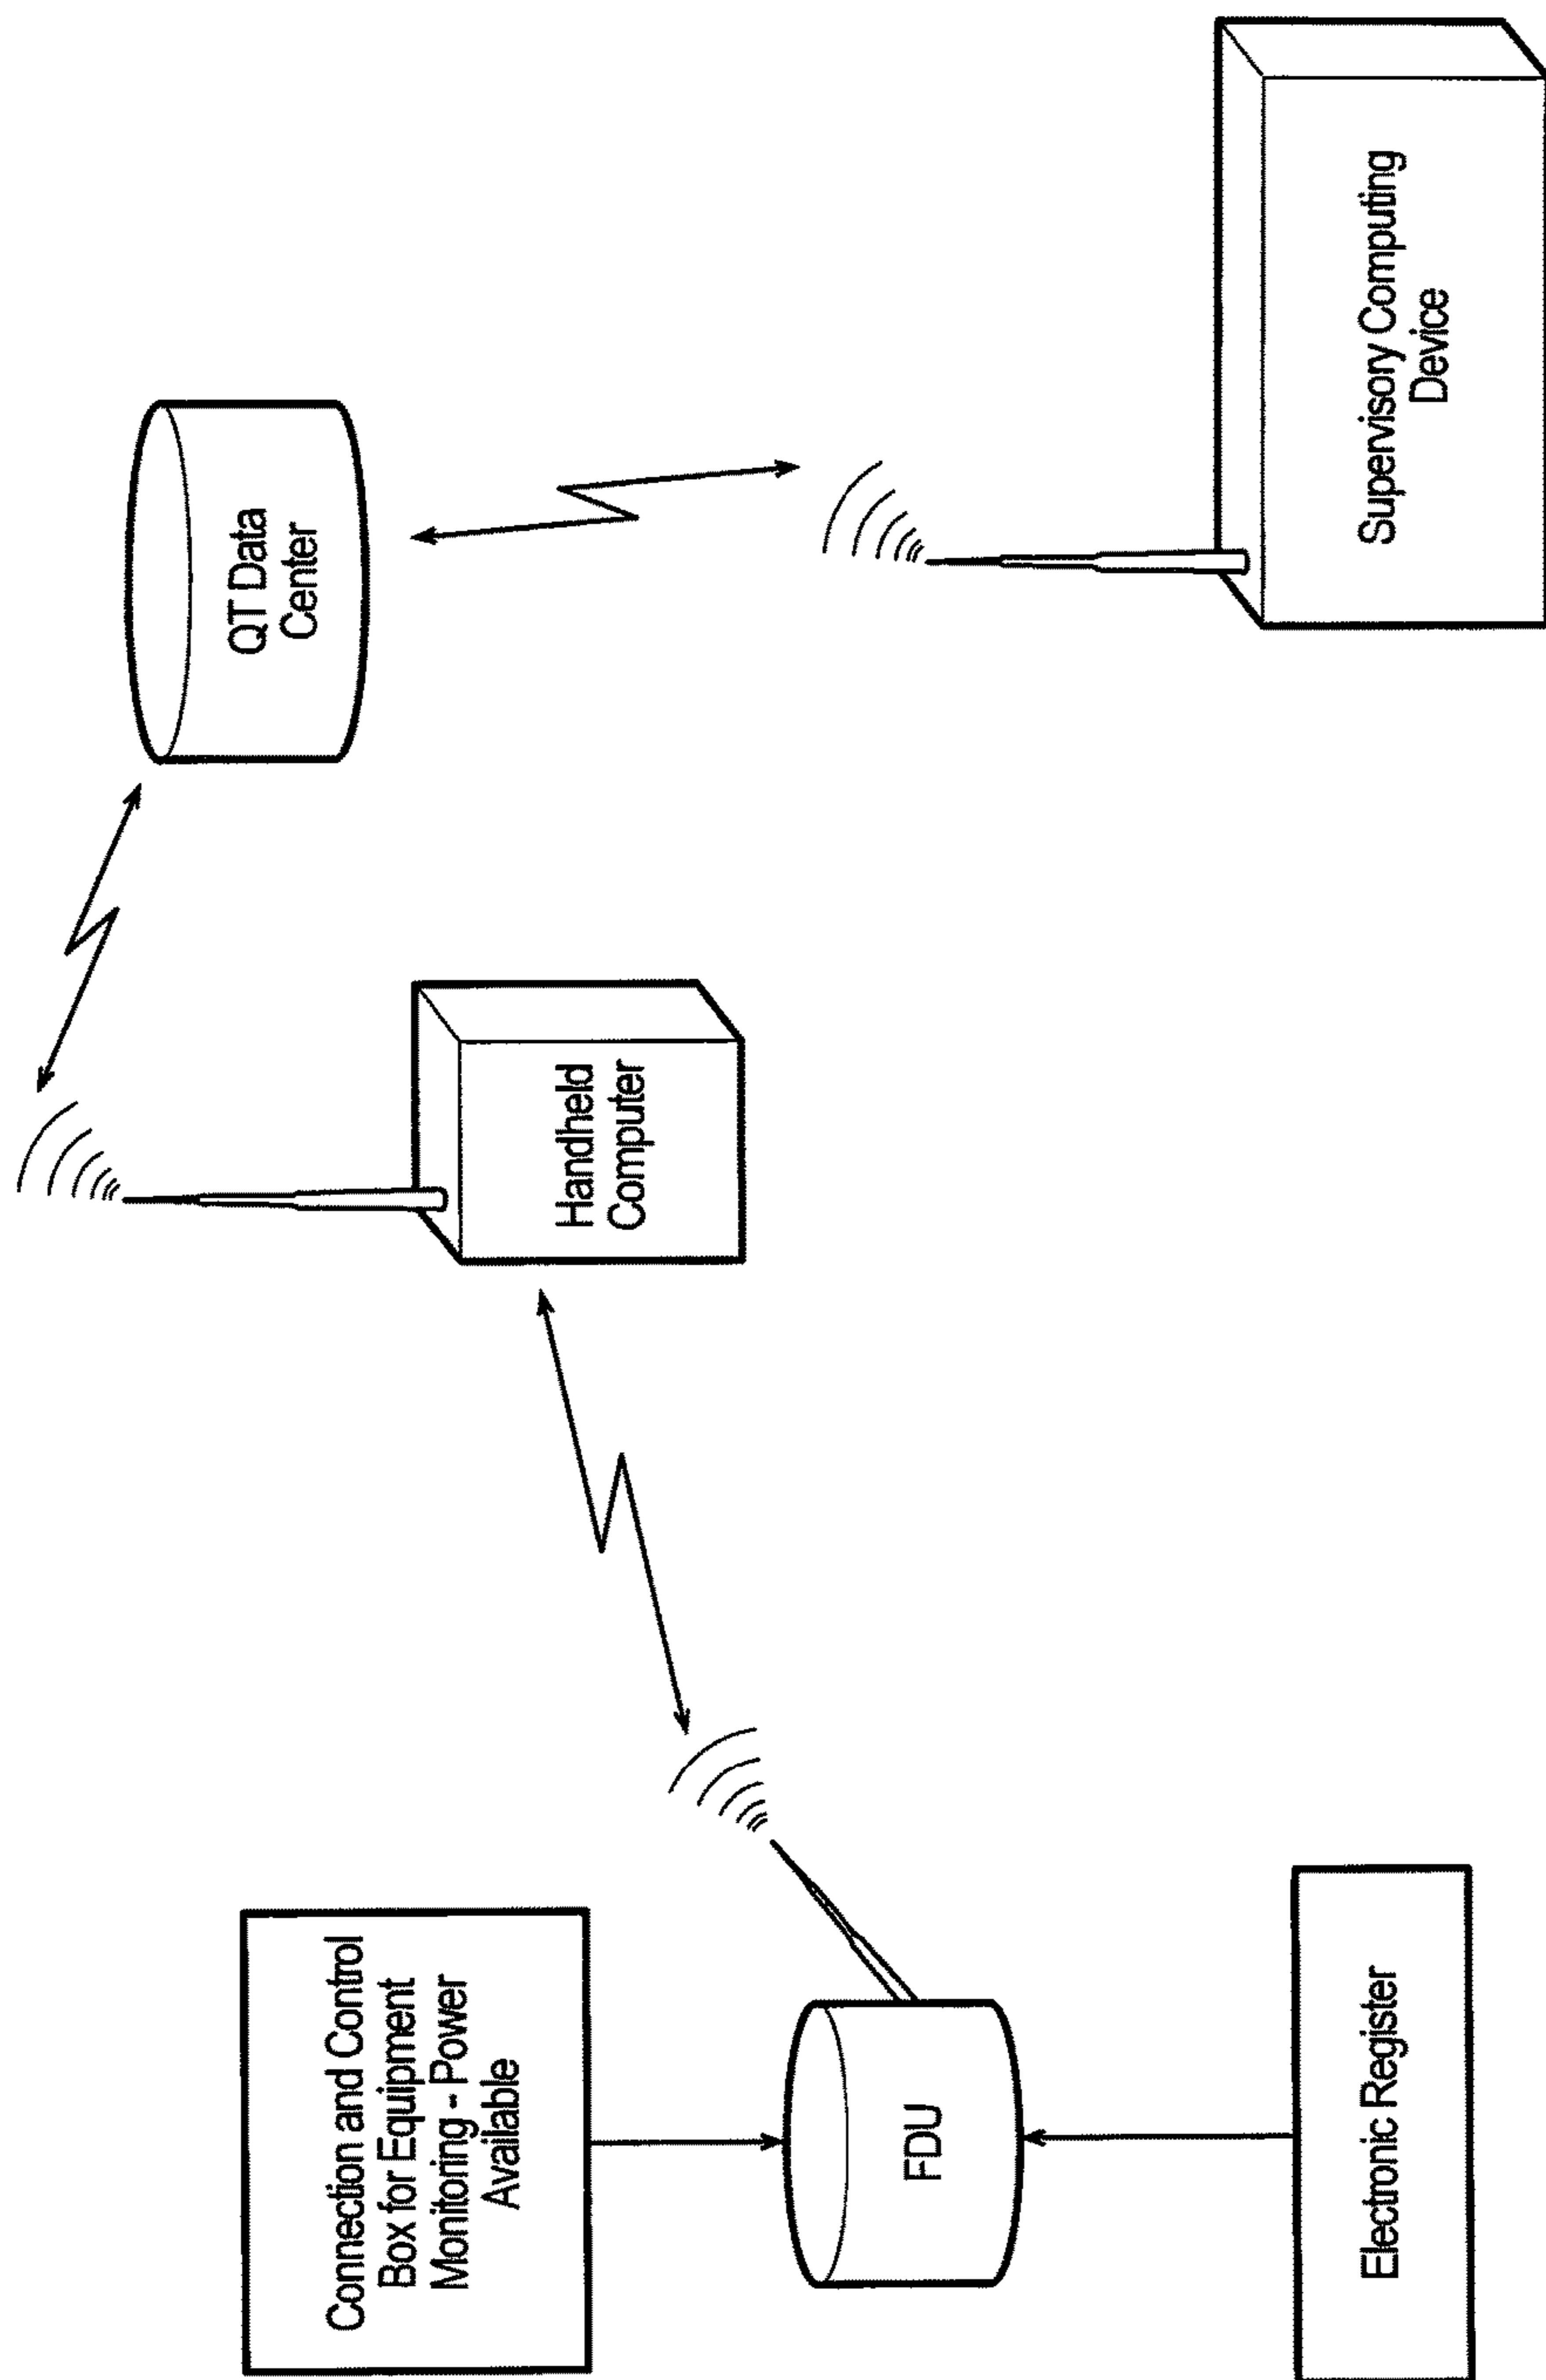 Connection and Control
Box for Equipment
Monitoring - Power
Available
FDU
Electronic Register
Handheld
Computer
QT Data
Center
Supervisory Computing
Device